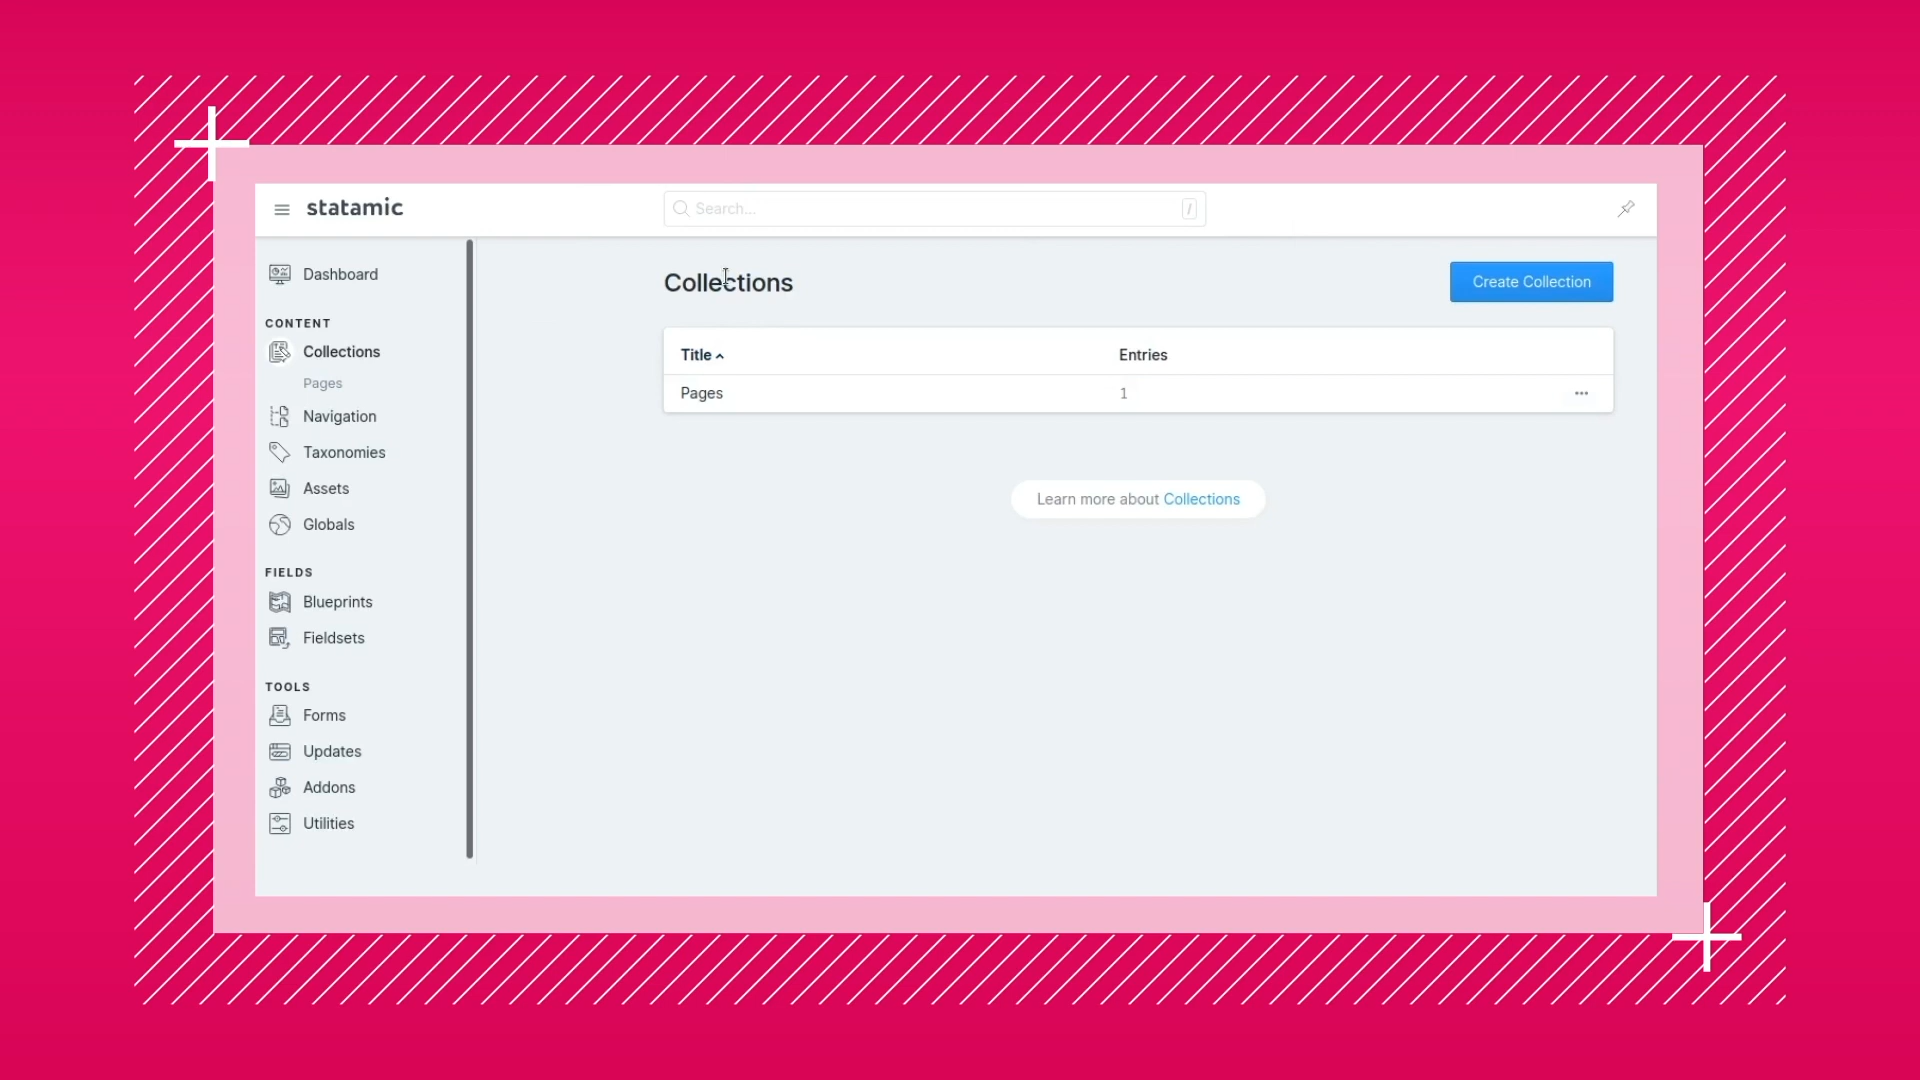 statamic
Search...
/
Dashboard
CONTENT
Collections
Pages
Navigation
Taxonomies
Assets
Globals
FIELDS
Blueprints
Fieldsets
TOOLS
Forms
Updates
Addons
Utilities
Collections
Create Collection
Title Entries
Pages 1
Learn more about Collections